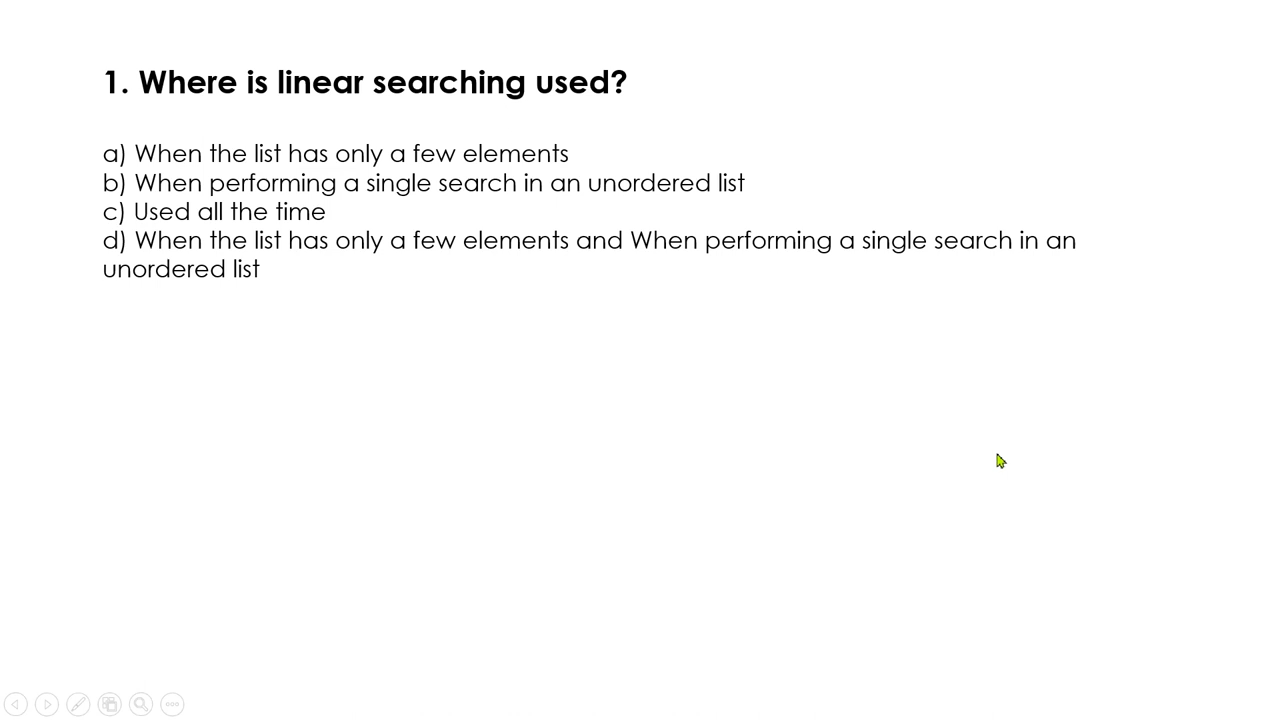 1. Where is linear searching used?
a) When the list has only a few elements
b) When performing a single search in an unordered list
c) Used all the time
d) When the list has only a few elements and When performing a single search in an
unordered list